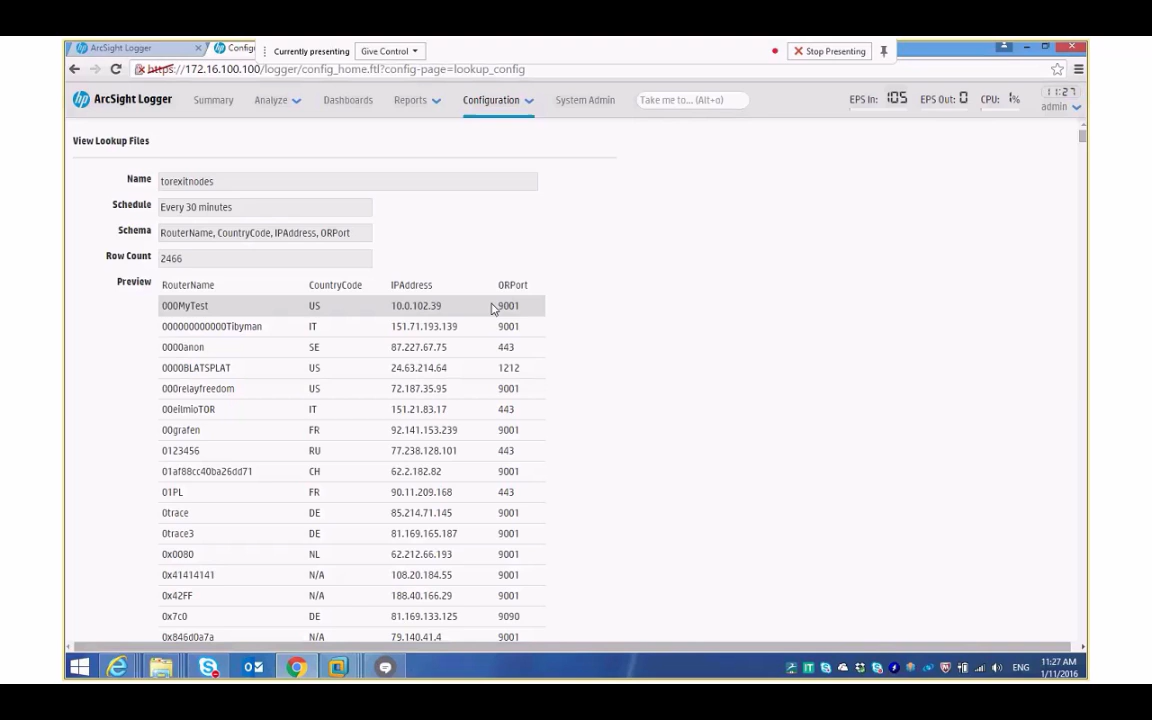 ArcSight Logger × Config Currently presenting Give Control Stop Presenting
https://172.16.100.100/logger/config_home.ftl?config-page=lookup_config
hp ArcSight Logger Summary Analyze Dashboards Reports Configuration System Admin Take me to... (Alt+o) EPS In: 105 EPS Out: 0 CPU: 1% 11:27
admin
View Lookup Files
Name torexitnodes
Schedule Every 30 minutes
Schema RouterName, CountryCode, IPAddress, ORPort
Row Count 2466
Preview RouterName CountryCode IPAddress ORPort
000MyTest US 10.0.102.39 9001
000000000000Tibyman IT 151.71.193.139 9001
0000anon SE 87.227.67.75 443
0000BLATSPLAT US 24.63.214.64 1212
000relayfreedom US 72.187.35.95 9001
00eilmioTOR IT 151.21.83.17 443
00grafen FR 92.141.153.239 9001
0123456 RU 77.238.128.101 443
01af88cc40ba26dd71 CH 62.2.182.82 9001
01PL FR 90.11.209.168 443
0trace DE 85.214.71.145 9001
0trace3 DE 81.169.165.187 9001
0x0080 NL 62.212.66.193 9001
0x41414141 N/A 108.20.184.55 9001
0x42FF N/A 188.40.166.29 9001
0x7c0 DE 81.169.133.125 9090
0x846d0a7a N/A 79.140.41.4 9001
ENG 11:27 AM
1/11/2016